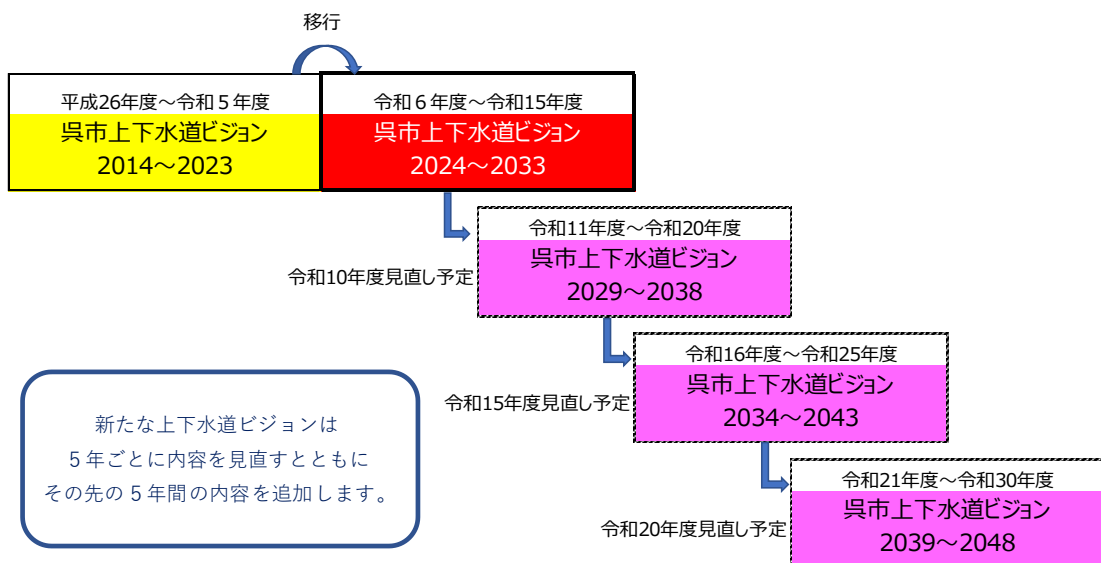 移行
平成26年度～令和５年度
呉市上下水道ビジョン
2014～2023
令和６年度～令和15年度
呉市上下水道ビジョン
2024～2033
令和11年度～令和20年度
呉市上下水道ビジョン
2029～2038
令和10年度見直し予定
令和16年度～令和25年度
呉市上下水道ビジョン
2034～2043
令和15年度見直し予定
令和21年度～令和30年度
呉市上下水道ビジョン
2039～2048
令和20年度見直し予定
新たな上下水道ビジョンは
５年ごとに内容を見直すとともに
その先の５年間の内容を追加します。